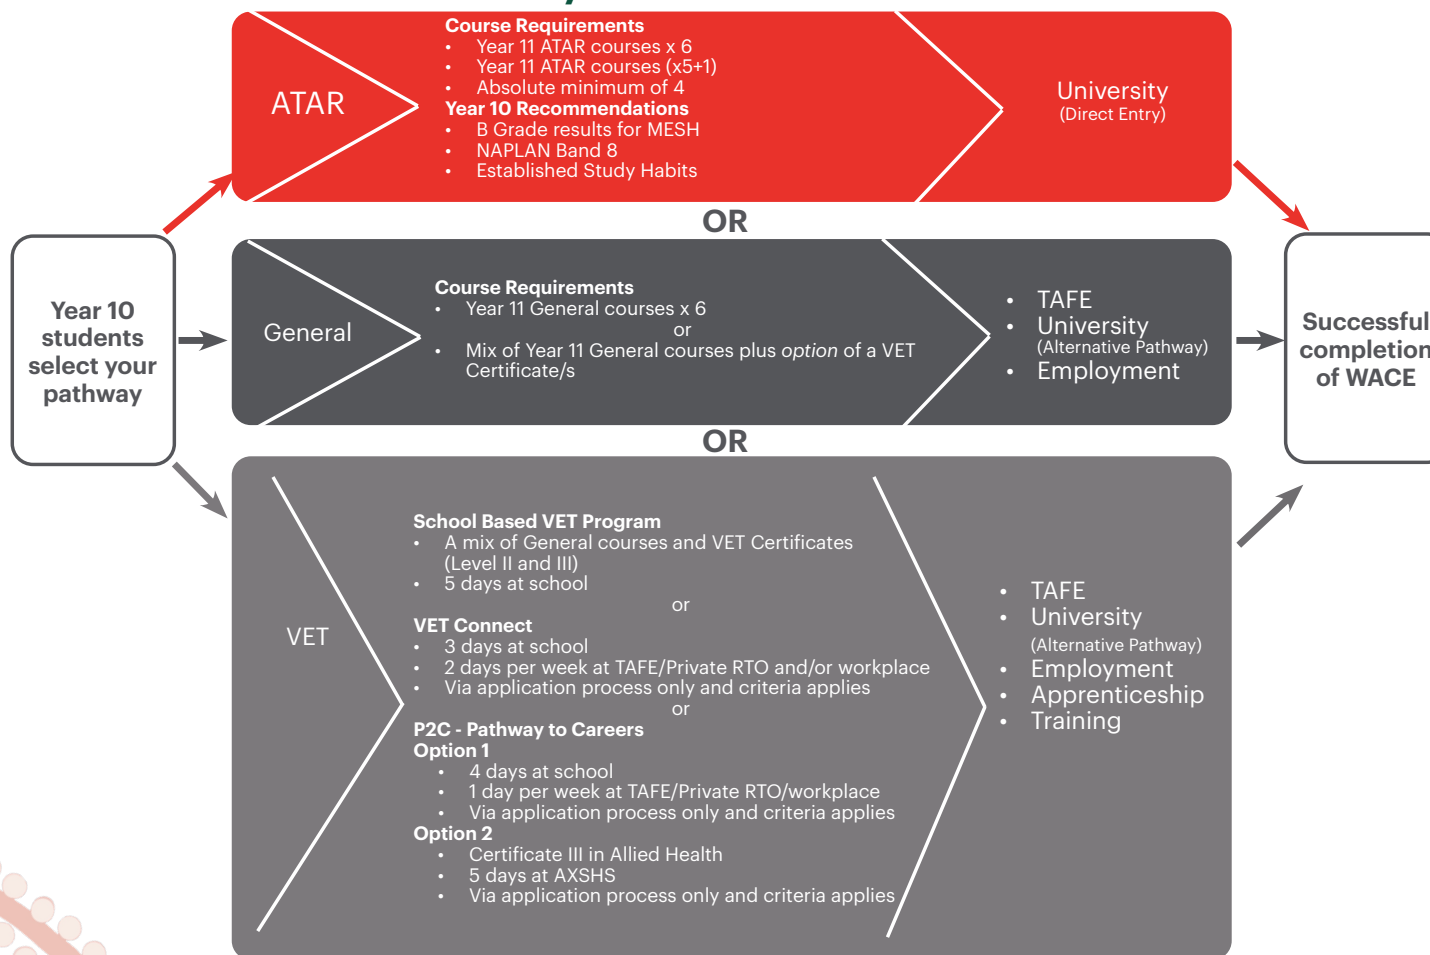 Year 10
students
select your
pathway
ATAR
Course Requirements
• Year 11 ATAR courses x 6
• Year 11 ATAR courses (x5+1)
• Absolute minimum of 4
Year 10 Recommendations
• B Grade results for MESH
• NAPLAN Band 8
• Established Study Habits
University
(Direct Entry)
OR
General
Course Requirements
• Year 11 General courses x 6
or
• Mix of Year 11 General courses plus option of a VET
Certificate/s
• TAFE
• University
(Alternative Pathway)
• Employment
OR
VET
School Based VET Program
• A mix of General courses and VET Certificates
(Level II and III)
• 5 days at school
or
VET Connect
• 3 days at school
• 2 days per week at TAFE/Private RTO and/or workplace
• Via application process only and criteria applies
or
P2C - Pathway to Careers
Option 1
• 4 days at school
• 1 day per week at TAFE/Private RTO/workplace
• Via application process only and criteria applies
Option 2
• Certificate III in Allied Health
• 5 days at AXSHS
• Via application process only and criteria applies
• TAFE
• University
(Alternative Pathway)
• Employment
• Apprenticeship
• Training
Successful
completion
of WACE